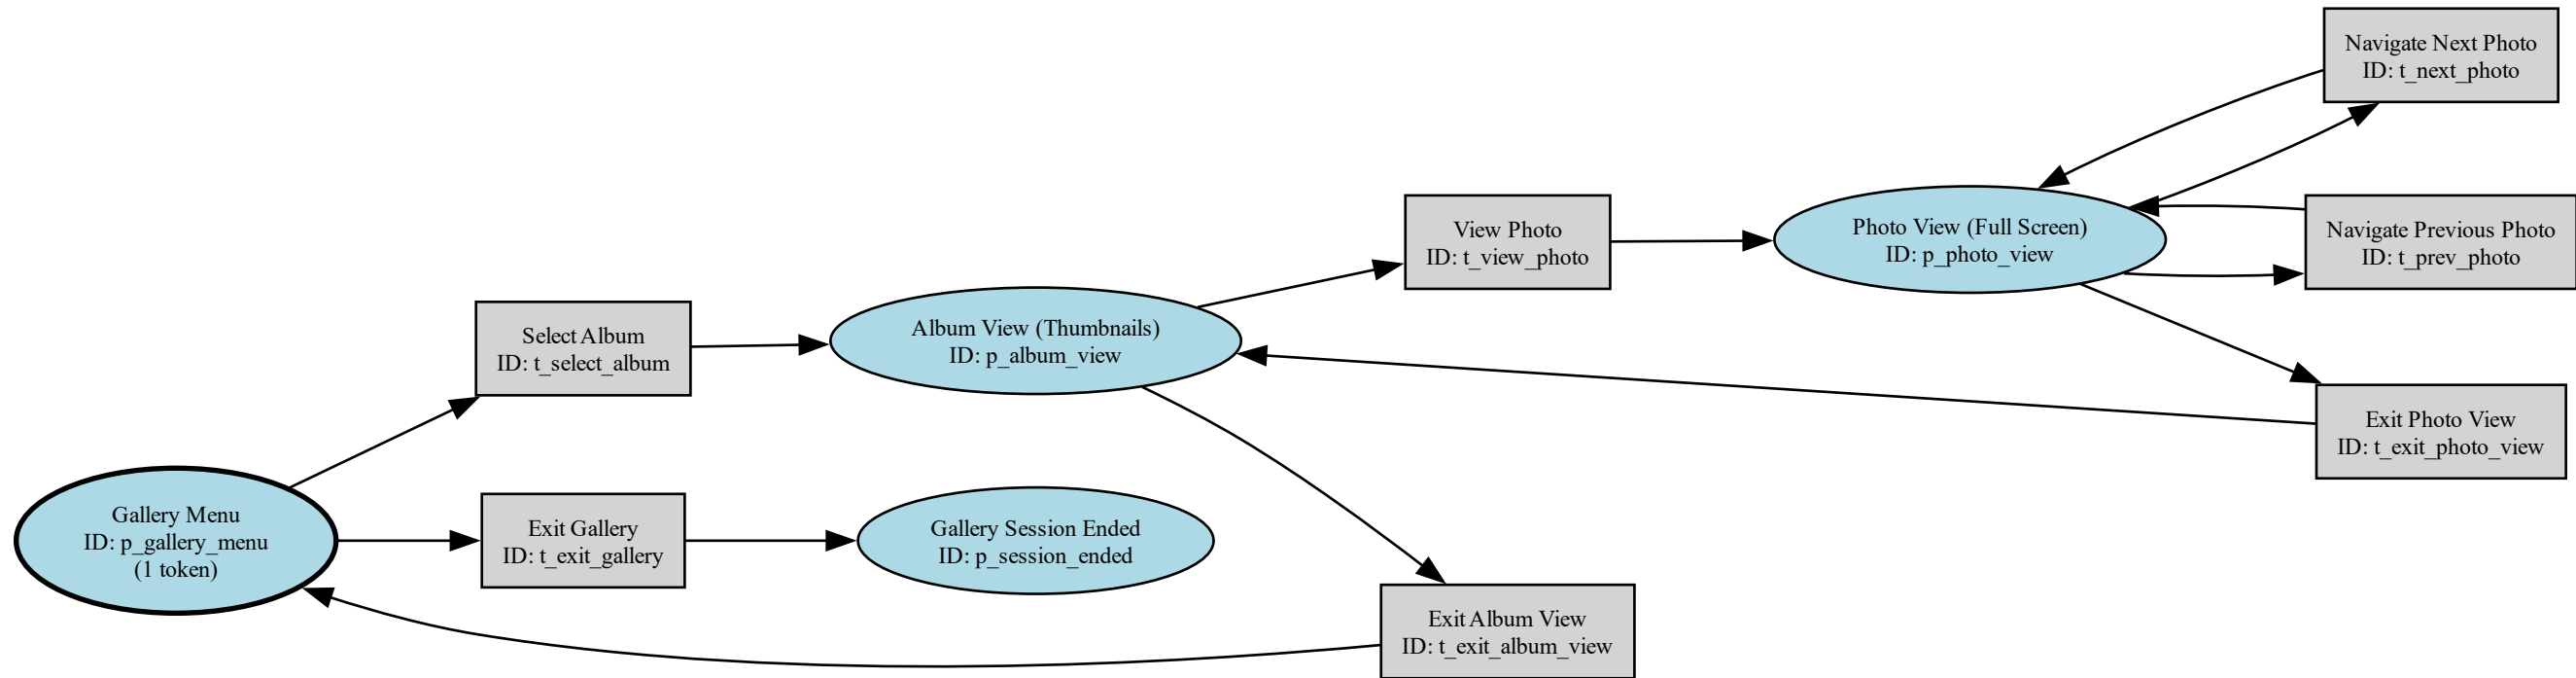 Navigate Next Photo
ID: t_next_photo
View Photo
ID: t_view_photo
Photo View (Full Screen)
ID: p_photo_view
Navigate Previous Photo
ID: t_prev_photo
Select Album
ID: t_select_album
Album View (Thumbnails)
ID: p_album_view
Exit Photo View
ID: t_exit_photo_view
Gallery Menu
ID: p_gallery_menu
(1 token)
Exit Gallery
ID: t_exit_gallery
Gallery Session Ended
ID: p_session_ended
Exit Album View
ID: t_exit_album_view